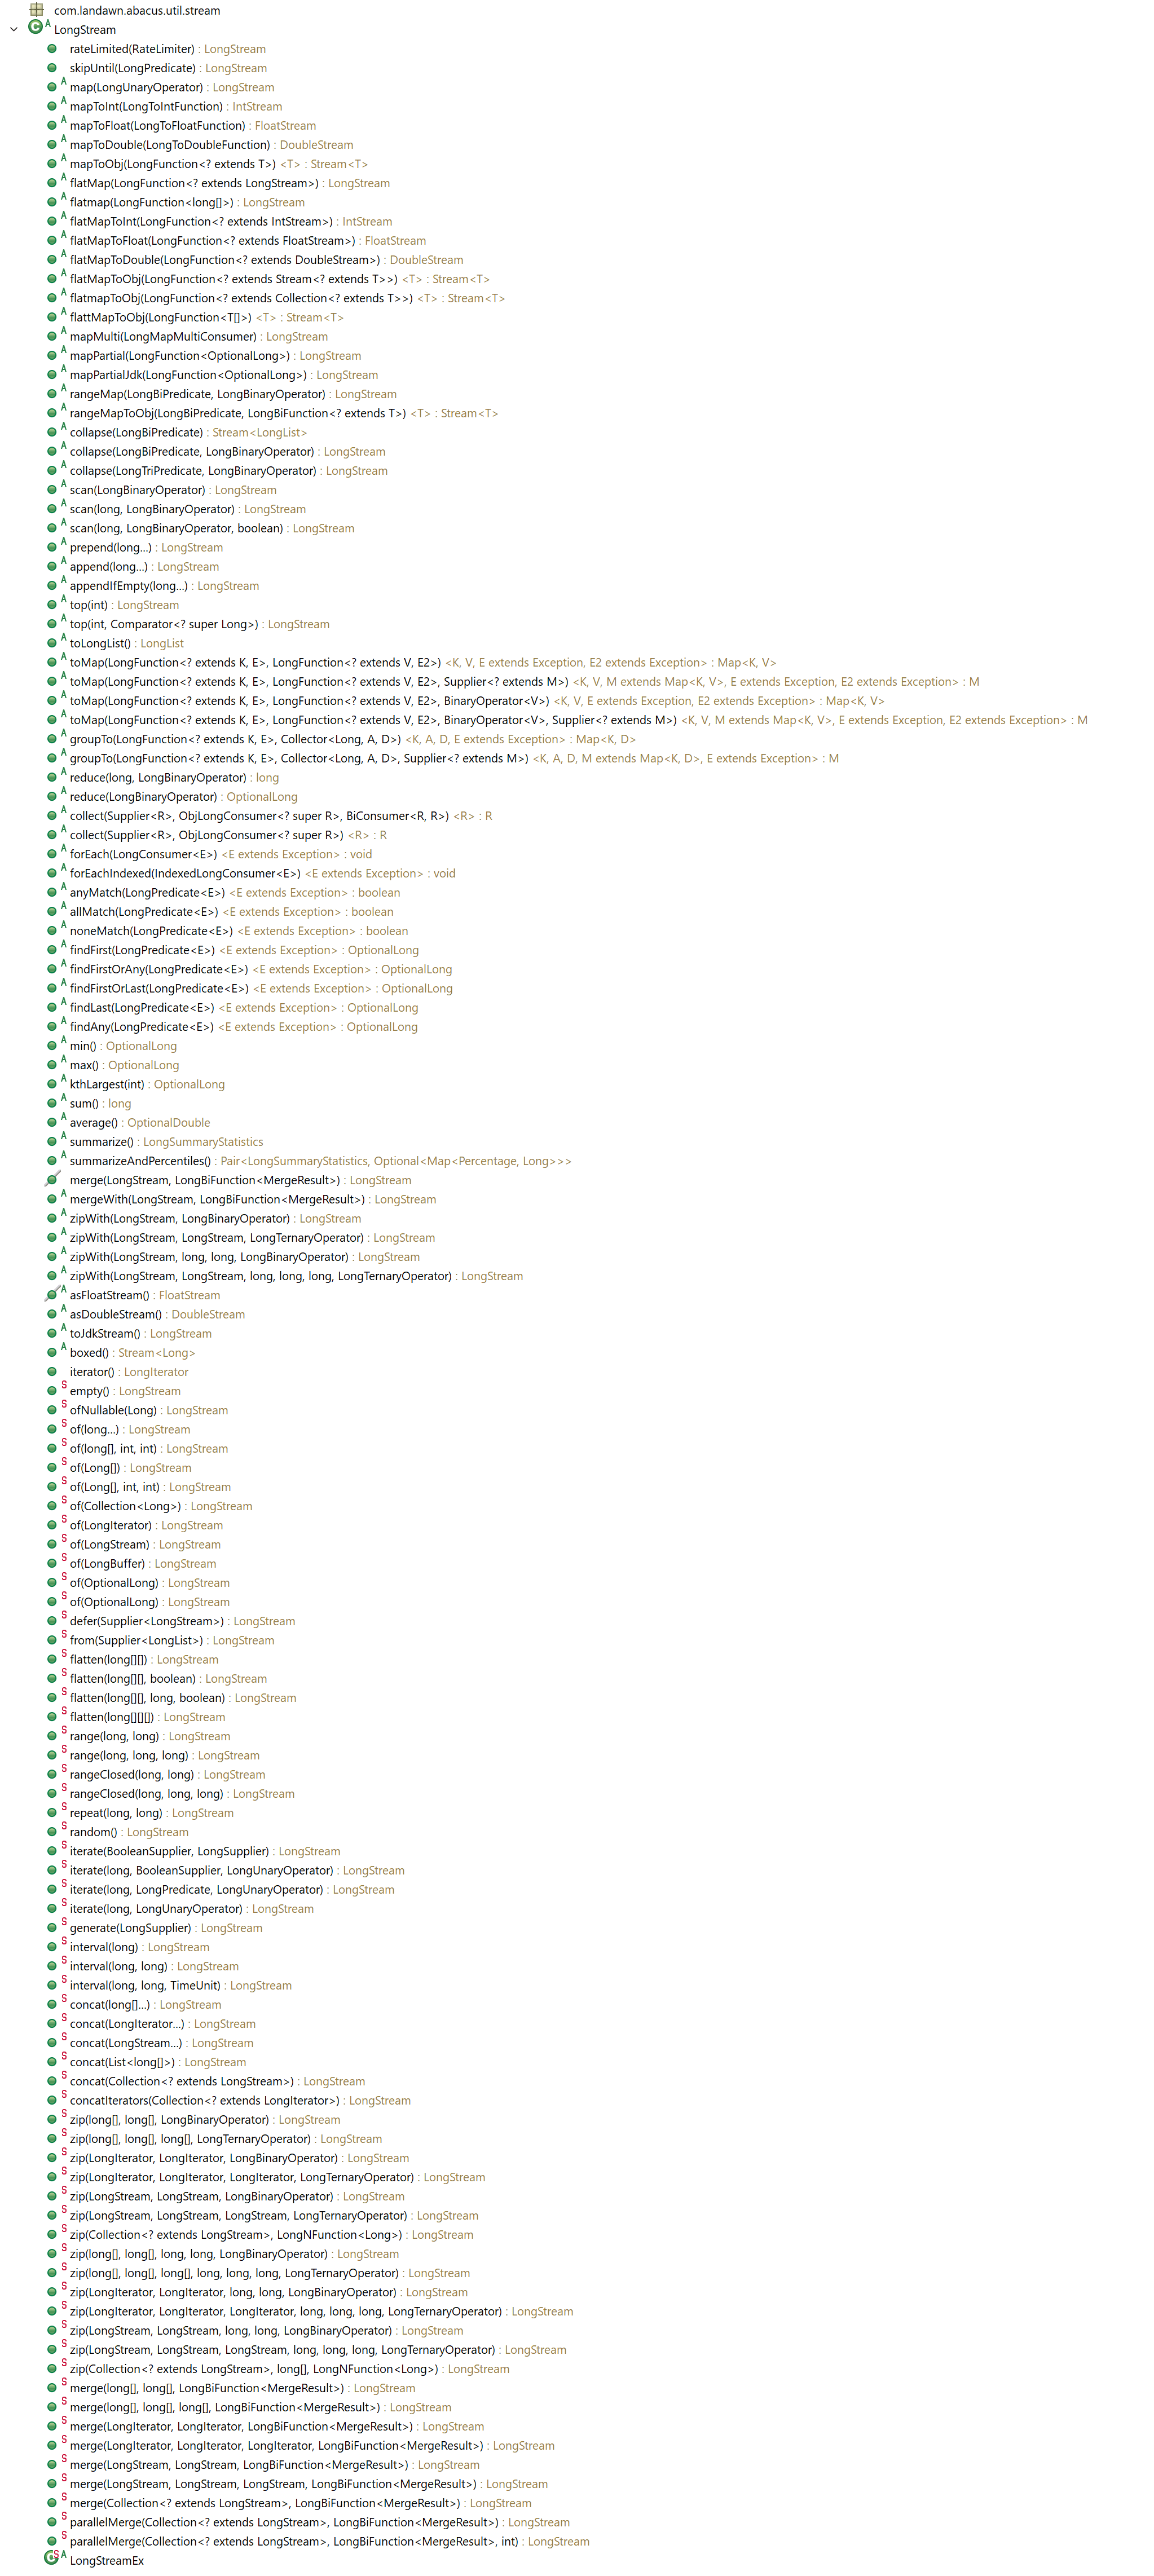 com.landawn.abacus.util.stream
LongStream
rateLimited(RateLimiter) : LongStream
skipUntil(LongPredicate) : LongStream
map(LongUnaryOperator) : LongStream
mapToInt(LongToIntFunction) : IntStream
mapToFloat(LongToFloatFunction) : FloatStream
mapToDouble(LongToDoubleFunction) : DoubleStream
mapToObj(LongFunction<? extends T>) <T> : Stream<T>
flatMap(LongFunction<? extends LongStream>) : LongStream
flatmap(LongFunction<long[]>) : LongStream
flatMapToInt(LongFunction<? extends IntStream>) : IntStream
flatMapToFloat(LongFunction<? extends FloatStream>) : FloatStream
flatMapToDouble(LongFunction<? extends DoubleStream>) : DoubleStream
flatMapToObj(LongFunction<? extends Stream<? extends T>>) <T> : Stream<T>
flatmapToObj(LongFunction<? extends Collection<? extends T>>) <T> : Stream<T>
flattMapToObj(LongFunction<T[]>) <T> : Stream<T>
mapMulti(LongMapMultiConsumer) : LongStream
mapPartial(LongFunction<OptionalLong>) : LongStream
mapPartialJdk(LongFunction<OptionalLong>) : LongStream
rangeMap(LongBiPredicate, LongBinaryOperator) : LongStream
rangeMapToObj(LongBiPredicate, LongBiFunction<? extends T>) <T> : Stream<T>
collapse(LongBiPredicate) : Stream<LongList>
collapse(LongBiPredicate, LongBinaryOperator) : LongStream
collapse(LongTriPredicate, LongBinaryOperator) : LongStream
scan(LongBinaryOperator) : LongStream
scan(long, LongBinaryOperator) : LongStream
scan(long, LongBinaryOperator, boolean) : LongStream
prepend(long...) : LongStream
append(long...) : LongStream
appendIfEmpty(long...) : LongStream
top(int) : LongStream
top(int, Comparator<? super Long>) : LongStream
toLongList() : LongList
toMap(LongFunction<? extends K, E>, LongFunction<? extends V, E2>) <K, V, E extends Exception, E2 extends Exception> : Map<K, V>
toMap(LongFunction<? extends K, E>, LongFunction<? extends V, E2>, Supplier<? extends M>) <K, V, M extends Map<K, V>, E extends Exception, E2 extends Exception> : M
toMap(LongFunction<? extends K, E>, LongFunction<? extends V, E2>, BinaryOperator<V>) <K, V, E extends Exception, E2 extends Exception> : Map<K, V>
toMap(LongFunction<? extends K, E>, LongFunction<? extends V, E2>, BinaryOperator<V>, Supplier<? extends M>) <K, V, M extends Map<K, V>, E extends Exception, E2 extends Exception> : M
groupTo(LongFunction<? extends K, E>, Collector<Long, A, D>) <K, A, D, E extends Exception> : Map<K, D>
groupTo(LongFunction<? extends K, E>, Collector<Long, A, D>, Supplier<? extends M>) <K, A, D, M extends Map<K, D>, E extends Exception> : M
reduce(long, LongBinaryOperator) : long
reduce(LongBinaryOperator) : OptionalLong
collect(Supplier<R>, ObjLongConsumer<? super R>, BiConsumer<R, R>) <R> : R
collect(Supplier<R>, ObjLongConsumer<? super R>) <R> : R
forEach(LongConsumer<E>) <E extends Exception> : void
forEachIndexed(IndexedLongConsumer<E>) <E extends Exception> : void
anyMatch(LongPredicate<E>) <E extends Exception> : boolean
allMatch(LongPredicate<E>) <E extends Exception> : boolean
noneMatch(LongPredicate<E>) <E extends Exception> : boolean
findFirst(LongPredicate<E>) <E extends Exception> : OptionalLong
findFirstOrAny(LongPredicate<E>) <E extends Exception> : OptionalLong
findFirstOrLast(LongPredicate<E>) <E extends Exception> : OptionalLong
findLast(LongPredicate<E>) <E extends Exception> : OptionalLong
findAny(LongPredicate<E>) <E extends Exception> : OptionalLong
min() : OptionalLong
max() : OptionalLong
kthLargest(int) : OptionalLong
sum() : long
average() : OptionalDouble
summarize() : LongSummaryStatistics
summarizeAndPercentiles() : Pair<LongSummaryStatistics, Optional<Map<Percentage, Long>>>
merge(LongStream, LongBiFunction<MergeResult>) : LongStream
mergeWith(LongStream, LongBiFunction<MergeResult>) : LongStream
zipWith(LongStream, LongBinaryOperator) : LongStream
zipWith(LongStream, LongStream, LongTernaryOperator) : LongStream
zipWith(LongStream, long, long, LongBinaryOperator) : LongStream
zipWith(LongStream, LongStream, long, long, long, LongTernaryOperator) : LongStream
asFloatStream() : FloatStream
asDoubleStream() : DoubleStream
toJdkStream() : LongStream
boxed() : Stream<Long>
iterator() : LongIterator
empty() : LongStream
ofNullable(Long) : LongStream
of(long...) : LongStream
of(long[], int, int) : LongStream
of(Long[]) : LongStream
of(Long[], int, int) : LongStream
of(Collection<Long>) : LongStream
of(LongIterator) : LongStream
of(LongStream) : LongStream
of(LongBuffer) : LongStream
of(OptionalLong) : LongStream
of(OptionalLong) : LongStream
defer(Supplier<LongStream>) : LongStream
from(Supplier<LongList>) : LongStream
flatten(long[][]) : LongStream
flatten(long[][], boolean) : LongStream
flatten(long[][], long, boolean) : LongStream
flatten(long[][][]) : LongStream
range(long, long) : LongStream
range(long, long, long) : LongStream
rangeClosed(long, long) : LongStream
rangeClosed(long, long, long) : LongStream
repeat(long, long) : LongStream
random() : LongStream
iterate(BooleanSupplier, LongSupplier) : LongStream
iterate(long, BooleanSupplier, LongUnaryOperator) : LongStream
iterate(long, LongPredicate, LongUnaryOperator) : LongStream
iterate(long, LongUnaryOperator) : LongStream
generate(LongSupplier) : LongStream
interval(long) : LongStream
interval(long, long) : LongStream
interval(long, long, TimeUnit) : LongStream
concat(long[]...) : LongStream
concat(LongIterator...) : LongStream
concat(LongStream...) : LongStream
concat(List<long[]>) : LongStream
concat(Collection<? extends LongStream>) : LongStream
concatIterators(Collection<? extends LongIterator>) : LongStream
zip(long[], long[], LongBinaryOperator) : LongStream
zip(long[], long[], long[], LongTernaryOperator) : LongStream
zip(LongIterator, LongIterator, LongBinaryOperator) : LongStream
zip(LongIterator, LongIterator, LongIterator, LongTernaryOperator) : LongStream
zip(LongStream, LongStream, LongBinaryOperator) : LongStream
zip(LongStream, LongStream, LongStream, LongTernaryOperator) : LongStream
zip(Collection<? extends LongStream>, LongNFunction<Long>) : LongStream
zip(long[], long[], long, long, LongBinaryOperator) : LongStream
zip(long[], long[], long[], long, long, long, LongTernaryOperator) : LongStream
zip(LongIterator, LongIterator, long, long, LongBinaryOperator) : LongStream
zip(LongIterator, LongIterator, LongIterator, long, long, long, LongTernaryOperator) : LongStream
zip(LongStream, LongStream, long, long, LongBinaryOperator) : LongStream
zip(LongStream, LongStream, LongStream, long, long, long, LongTernaryOperator) : LongStream
zip(Collection<? extends LongStream>, long[], LongNFunction<Long>) : LongStream
merge(long[], long[], LongBiFunction<MergeResult>) : LongStream
merge(long[], long[], long[], LongBiFunction<MergeResult>) : LongStream
merge(LongIterator, LongIterator, LongBiFunction<MergeResult>) : LongStream
merge(LongIterator, LongIterator, LongIterator, LongBiFunction<MergeResult>) : LongStream
merge(LongStream, LongStream, LongBiFunction<MergeResult>) : LongStream
merge(LongStream, LongStream, LongStream, LongBiFunction<MergeResult>) : LongStream
merge(Collection<? extends LongStream>, LongBiFunction<MergeResult>) : LongStream
parallelMerge(Collection<? extends LongStream>, LongBiFunction<MergeResult>) : LongStream
parallelMerge(Collection<? extends LongStream>, LongBiFunction<MergeResult>, int) : LongStream
LongStreamEx